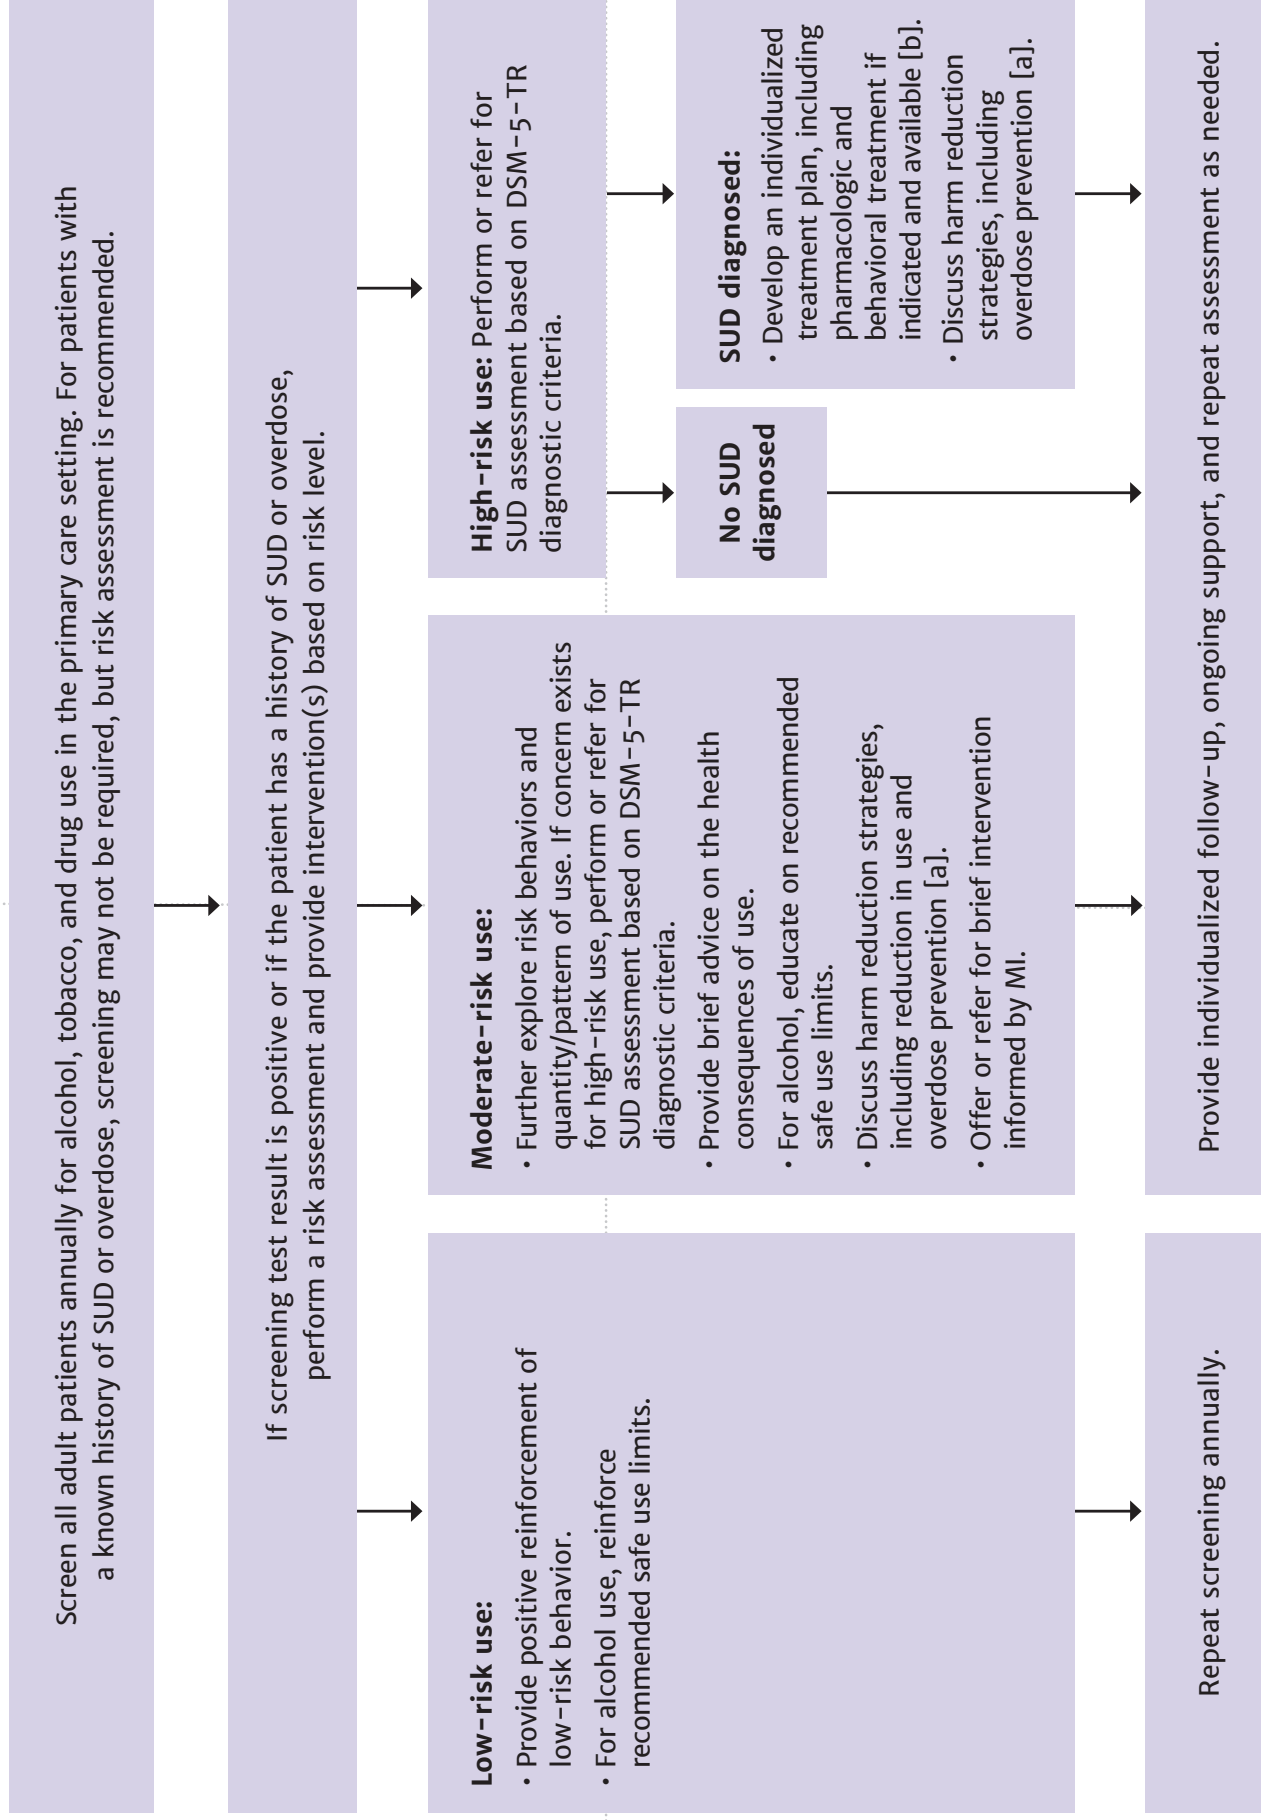 Screen all adult patients annually for alcohol, tobacco, and drug use in the primary care setting. For patients with
a known history of SUD or overdose, screening may not be required, but risk assessment is recommended.
If screening test result is positive or if the patient has a history of SUD or overdose,
perform a risk assessment and provide intervention(s) based on risk level.
Low-risk use:
• Provide positive reinforcement of
low-risk behavior.
• For alcohol use, reinforce
recommended safe use limits.
Moderate-risk use:
• Further explore risk behaviors and
quantity/pattern of use. If concern exists
for high-risk use, perform or refer for
SUD assessment based on DSM-5-TR
diagnostic criteria.
• Provide brief advice on the health
consequences of use.
• For alcohol, educate on recommended
safe use limits.
• Discuss harm reduction strategies,
including reduction in use and
overdose prevention [a].
• Offer or refer for brief intervention
informed by MI.
High-risk use: Perform or refer for
SUD assessment based on DSM-5-TR
diagnostic criteria.
No SUD
diagnosed
SUD diagnosed:
• Develop an individualized
treatment plan, including
pharmacologic and
behavioral treatment if
indicated and available [b].
• Discuss harm reduction
strategies, including
overdose prevention [a].
Repeat screening annually.
Provide individualized follow-up, ongoing support, and repeat assessment as needed.